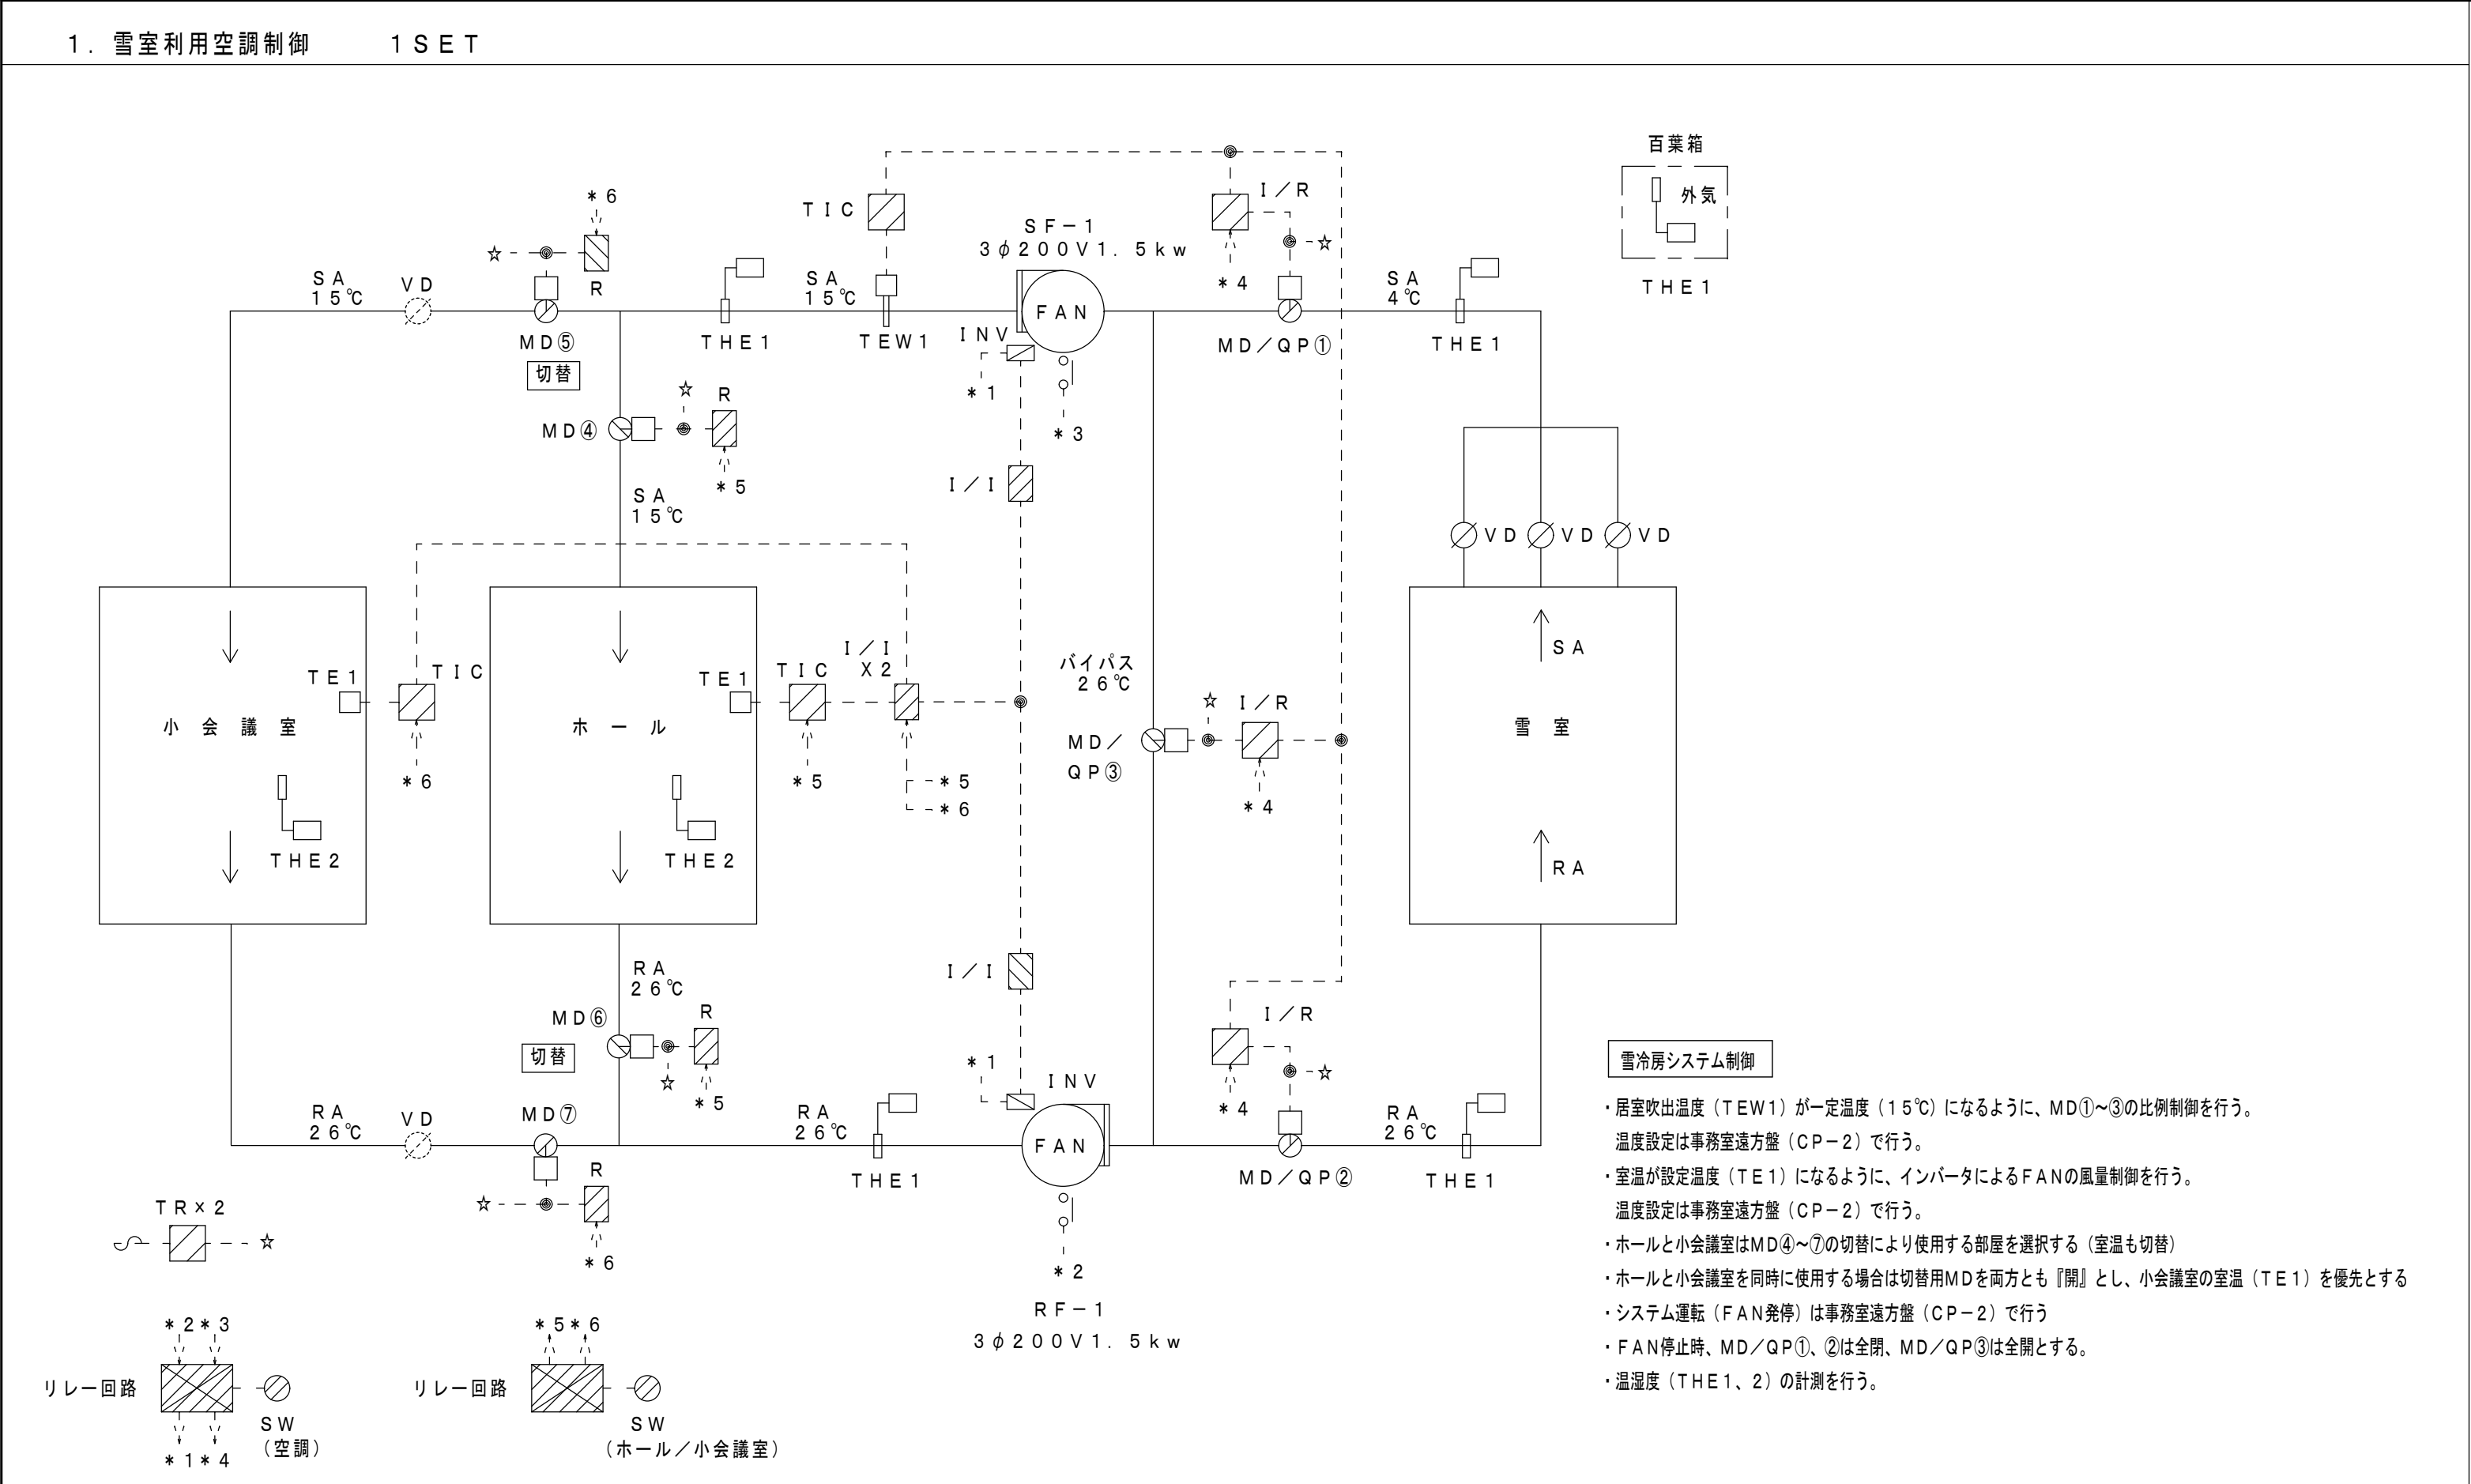 1. 雪室利用空調制御 1SET
百葉箱
外気
THE1
*6
☆
R
SA
15℃
VD
MD⑤
切替
THE1
SA
15℃
TIC
TEW1
SF-1
3φ200V1.5kw
FAN
INV
*1
*3
I/R
☆
*4
MD/QP①
SA
4℃
THE1
MD④
☆
R
*5
SA
15℃
I/I
VD
VD
VD
小会議室
TE1
TIC
*6
THE2
ホール
TE1
TIC
*5
I/I
X2
*5
*6
THE2
バイパス
26℃
☆
I/R
MD/
QP③
*4
雪室
SA
RA
RA
26℃
MD⑥
切替
R
☆
*5
I/I
*1
INV
I/R
☆
*4
RA
26℃
VD
MD⑦
☆
R
*6
RA
26℃
THE1
FAN
*2
RF-1
3φ200V1.5kw
MD/QP②
RA
26℃
THE1
TR×2
☆
*2*3
リレー回路
SW
(空調)
*1*4
*5*6
リレー回路
SW
(ホール/小会議室)
雪冷房システム制御
・居室吹出温度(TEW1)が一定温度(15℃)になるように、MD①~③の比例制御を行う。
温度設定は事務室遠方盤(CP-2)で行う。
・室温が設定温度(TE1)になるように、インバータによるFANの風量制御を行う。
温度設定は事務室遠方盤(CP-2)で行う。
・ホールと小会議室はMD④~⑦の切替により使用する部屋を選択する(室温も切替)
・ホールと小会議室を同時に使用する場合は切替用MDを両方とも『開』とし、小会議室の室温(TE1)を優先とする
・システム運転(FAN発停)は事務室遠方盤(CP-2)で行う
・FAN停止時、MD/QP①、②は全閉、MD/QP③は全開とする。
・温湿度(THE1、2)の計測を行う。